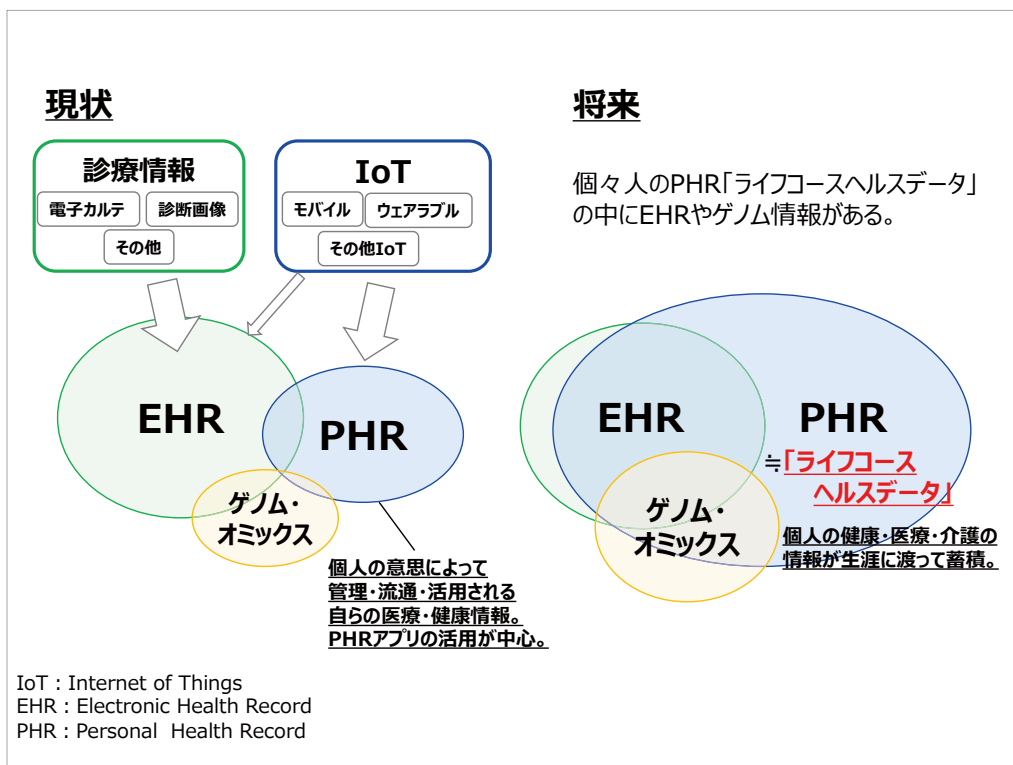 現状
診療情報
電子カルテ
診断画像
その他
IoT
モバイル
ウェアラブル
その他IoT
EHR
PHR
ゲノム・
オミックス
個人の意思によって
管理・流通・活用される
自らの医療・健康情報。
PHRアプリの活用が中心。
将来
個々人のPHR「ライフコースヘルスデータ」
の中にEHRやゲノム情報がある。
EHR
PHR
≒「ライフコース
ヘルスデータ」
ゲノム・
オミックス
個人の健康・医療・介護の
情報が生涯に渡って蓄積。
IoT : Internet of Things
EHR : Electronic Health Record
PHR : Personal Health Record